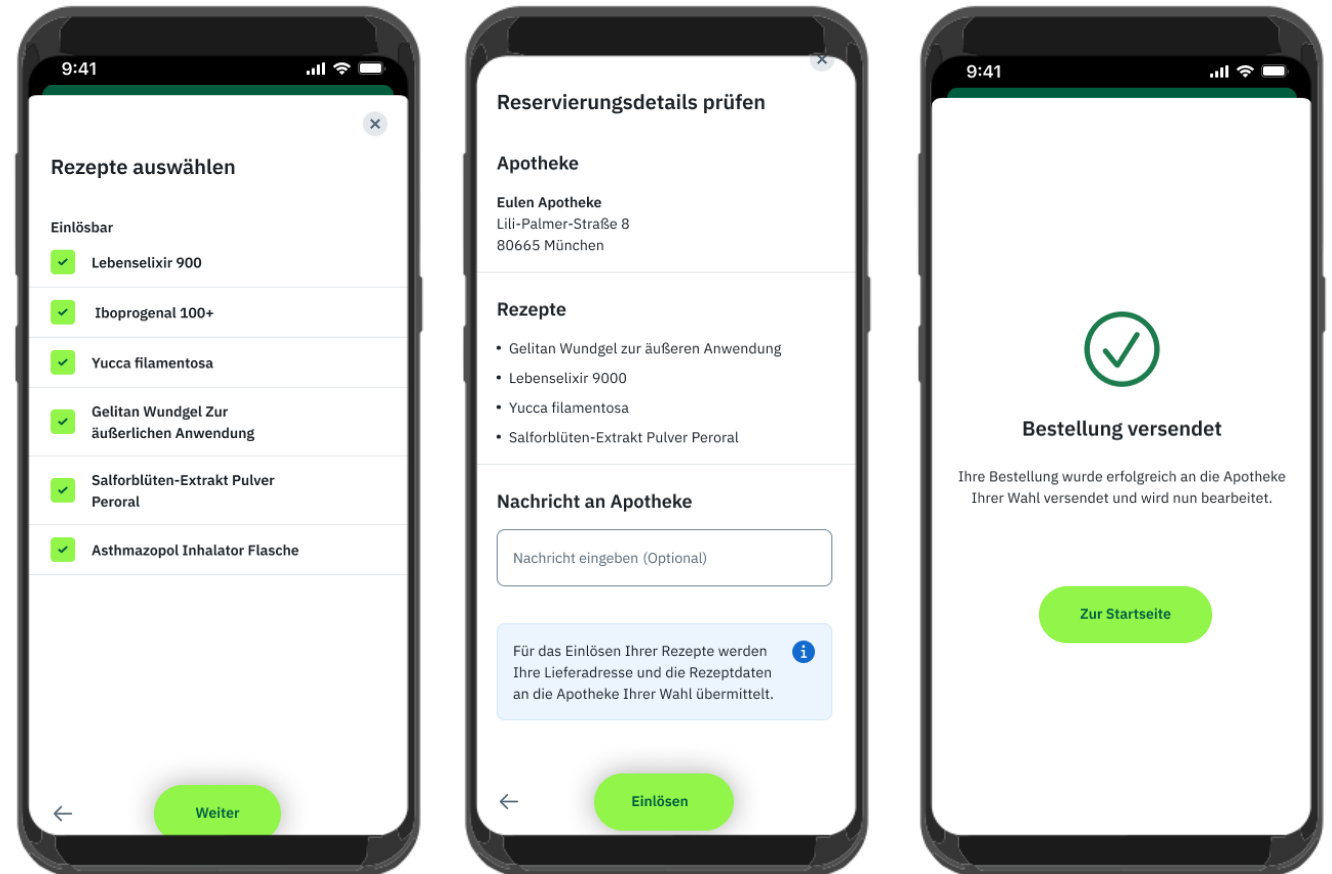 9:41
Rezepte auswählen
Einlösbar
Lebenselixir 900
Iboprogenal 100+
Yucca filamentosa
Gelitan Wundgel Zur
äußerlichen Anwendung
Salforblüten-Extrakt Pulver
Peroral
Asthmazopol Inhalator Flasche
Weiter
Reservierungsdetails prüfen
Apotheke
Eulen Apotheke
Lili-Palmer-Straße 8
80665 München
Rezepte
• Gelitan Wundgel zur äußeren Anwendung
• Lebenselixir 9000
• Yucca filamentosa
• Salforblüten-Extrakt Pulver Peroral
Nachricht an Apotheke
Nachricht eingeben (Optional)
Für das Einlösen Ihrer Rezepte werden
Ihre Lieferadresse und die Rezeptdaten
an die Apotheke Ihrer Wahl übermittelt.
Einlösen
9:41
Bestellung versendet
Ihre Bestellung wurde erfolgreich an die Apotheke
Ihrer Wahl versendet und wird nun bearbeitet.
Zur Startseite